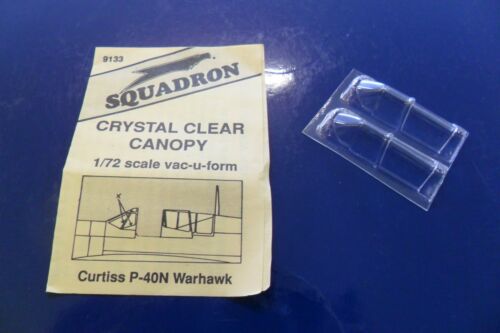 9133
SQUADRON
CRYSTAL CLEAR
CANOPY
1/72 scale vac-u-form
Curtiss P-40N Warhawk